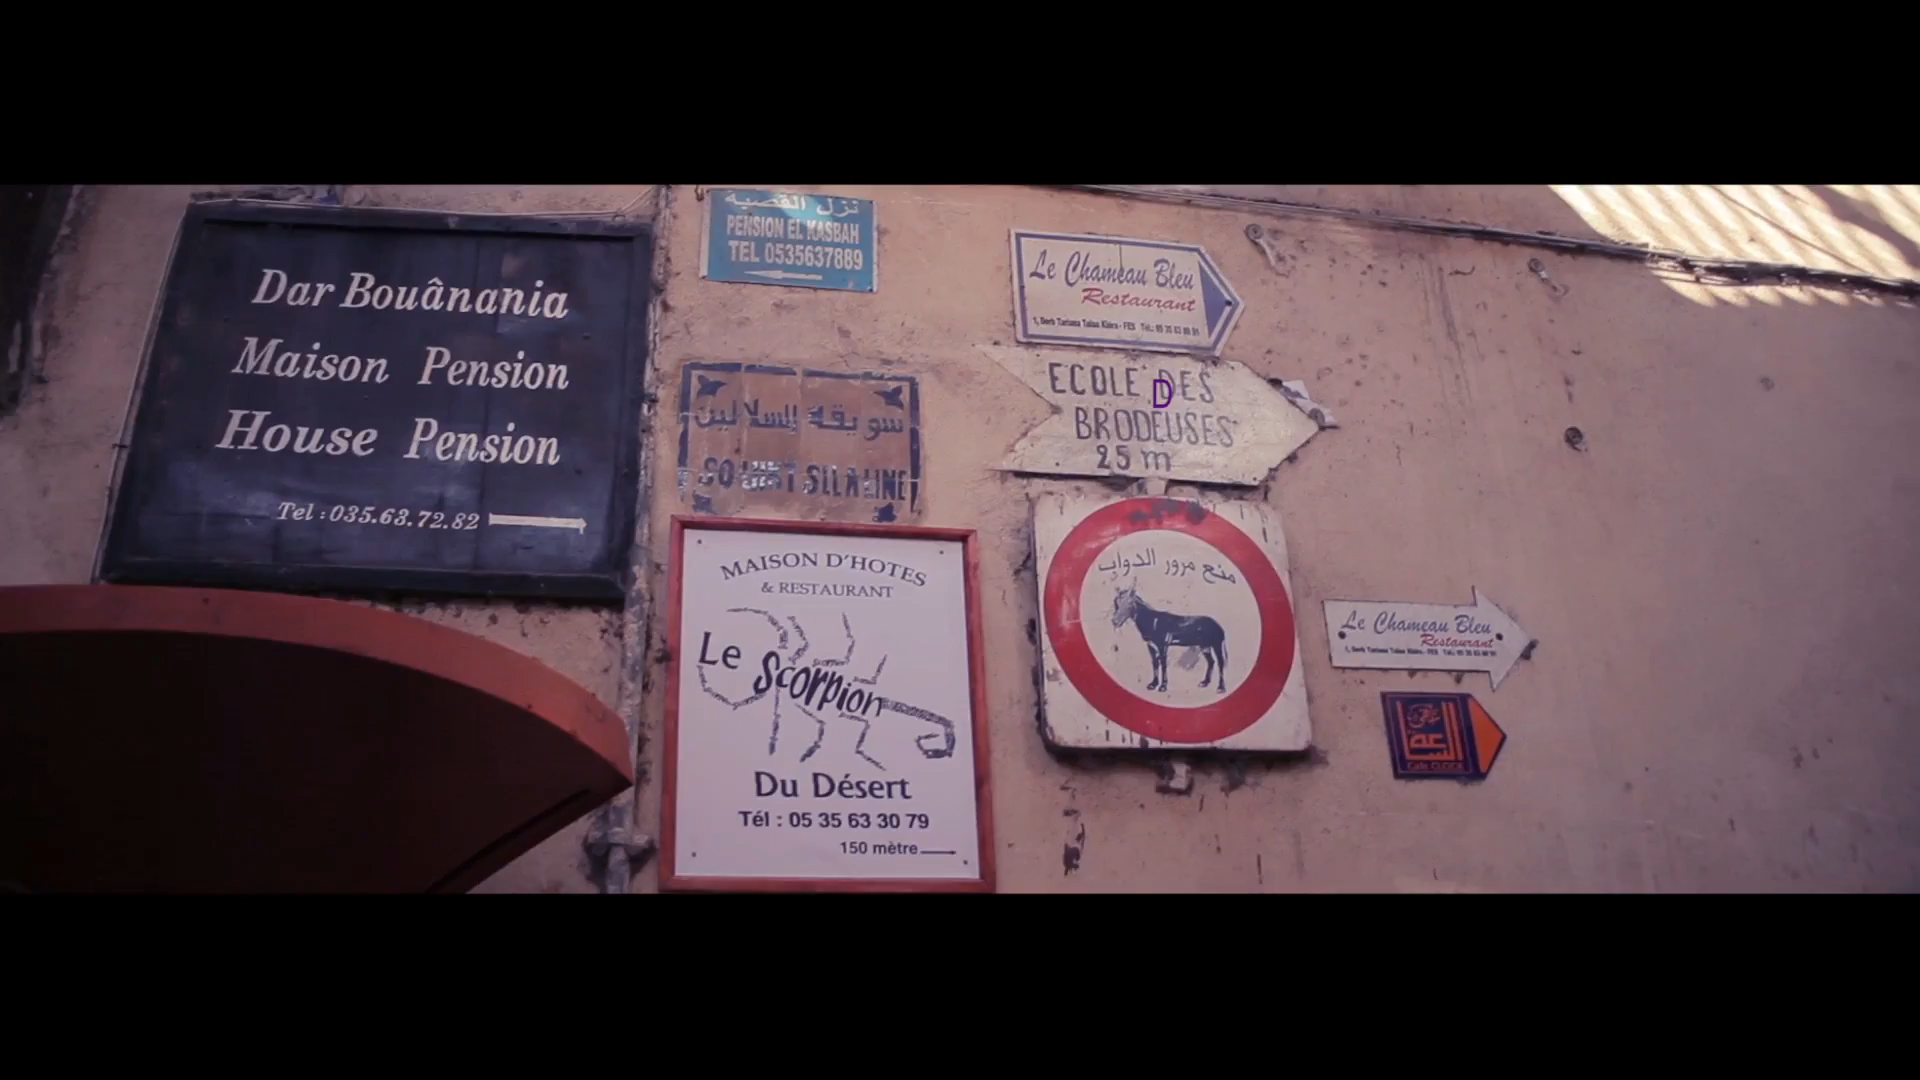 Dar Bouânania
Maison Pension
House Pension
Tel : 035.63.72.82
نزل القصبة
PENSION EL KASBAH
TEL 0535637889
سويقة السلالين
MAISON D'HOTES
& RESTAURANT
Le Scorpion
Du Désert
Tél : 05 35 63 30 79
150 mètre
Le Chameau Bleu
Restaurant
ECOLE DES
BRODEUSES
25 m
منع مرور الدواب
Le Chameau Bleu
Restaurant
Cafe CLOCK